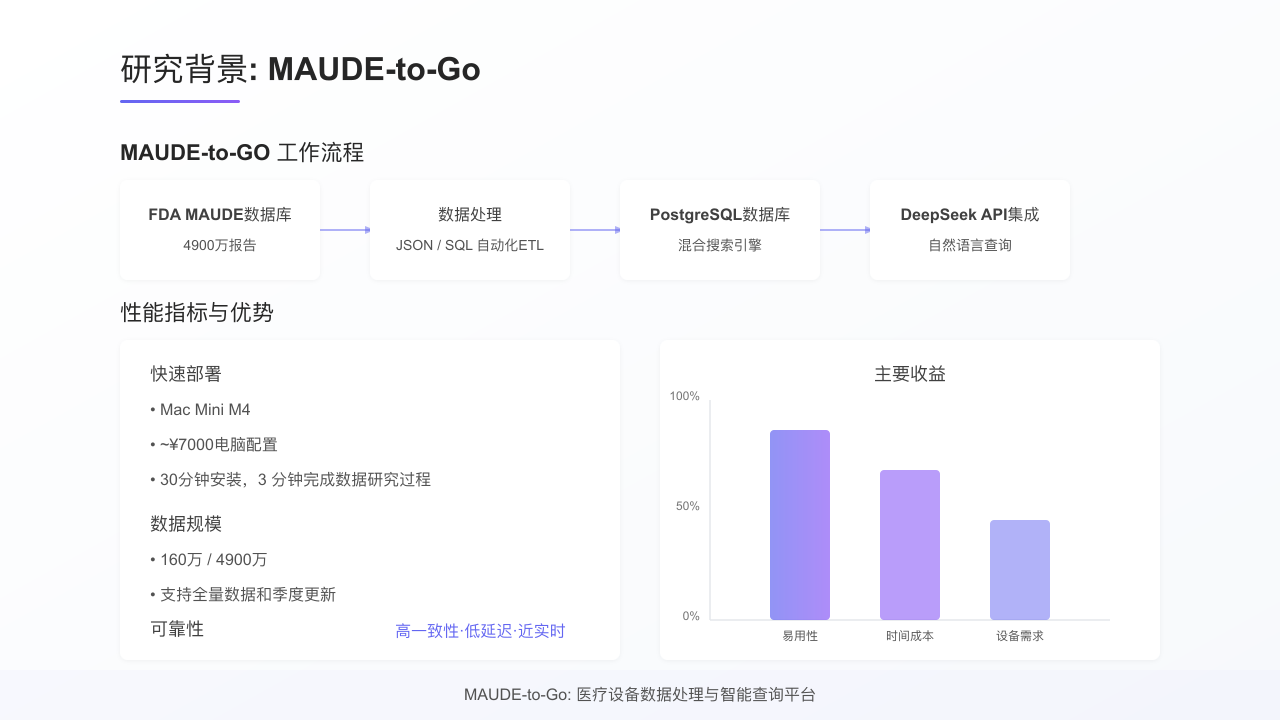 研究背景: MAUDE-to-Go
MAUDE-to-GO 工作流程
FDA MAUDE数据库
4900万报告
数据处理
JSON / SQL 自动化ETL
PostgreSQL数据库
混合搜索引擎
DeepSeek API集成
自然语言查询
性能指标与优势
快速部署
• Mac Mini M4
• ~¥7000电脑配置
• 30分钟安装，3 分钟完成数据研究过程
数据规模
• 160万 / 4900万
• 支持全量数据和季度更新
可靠性
高一致性·低延迟·近实时
主要收益
100%
50%
0%
易用性
时间成本
设备需求
MAUDE-to-Go: 医疗设备数据处理与智能查询平台